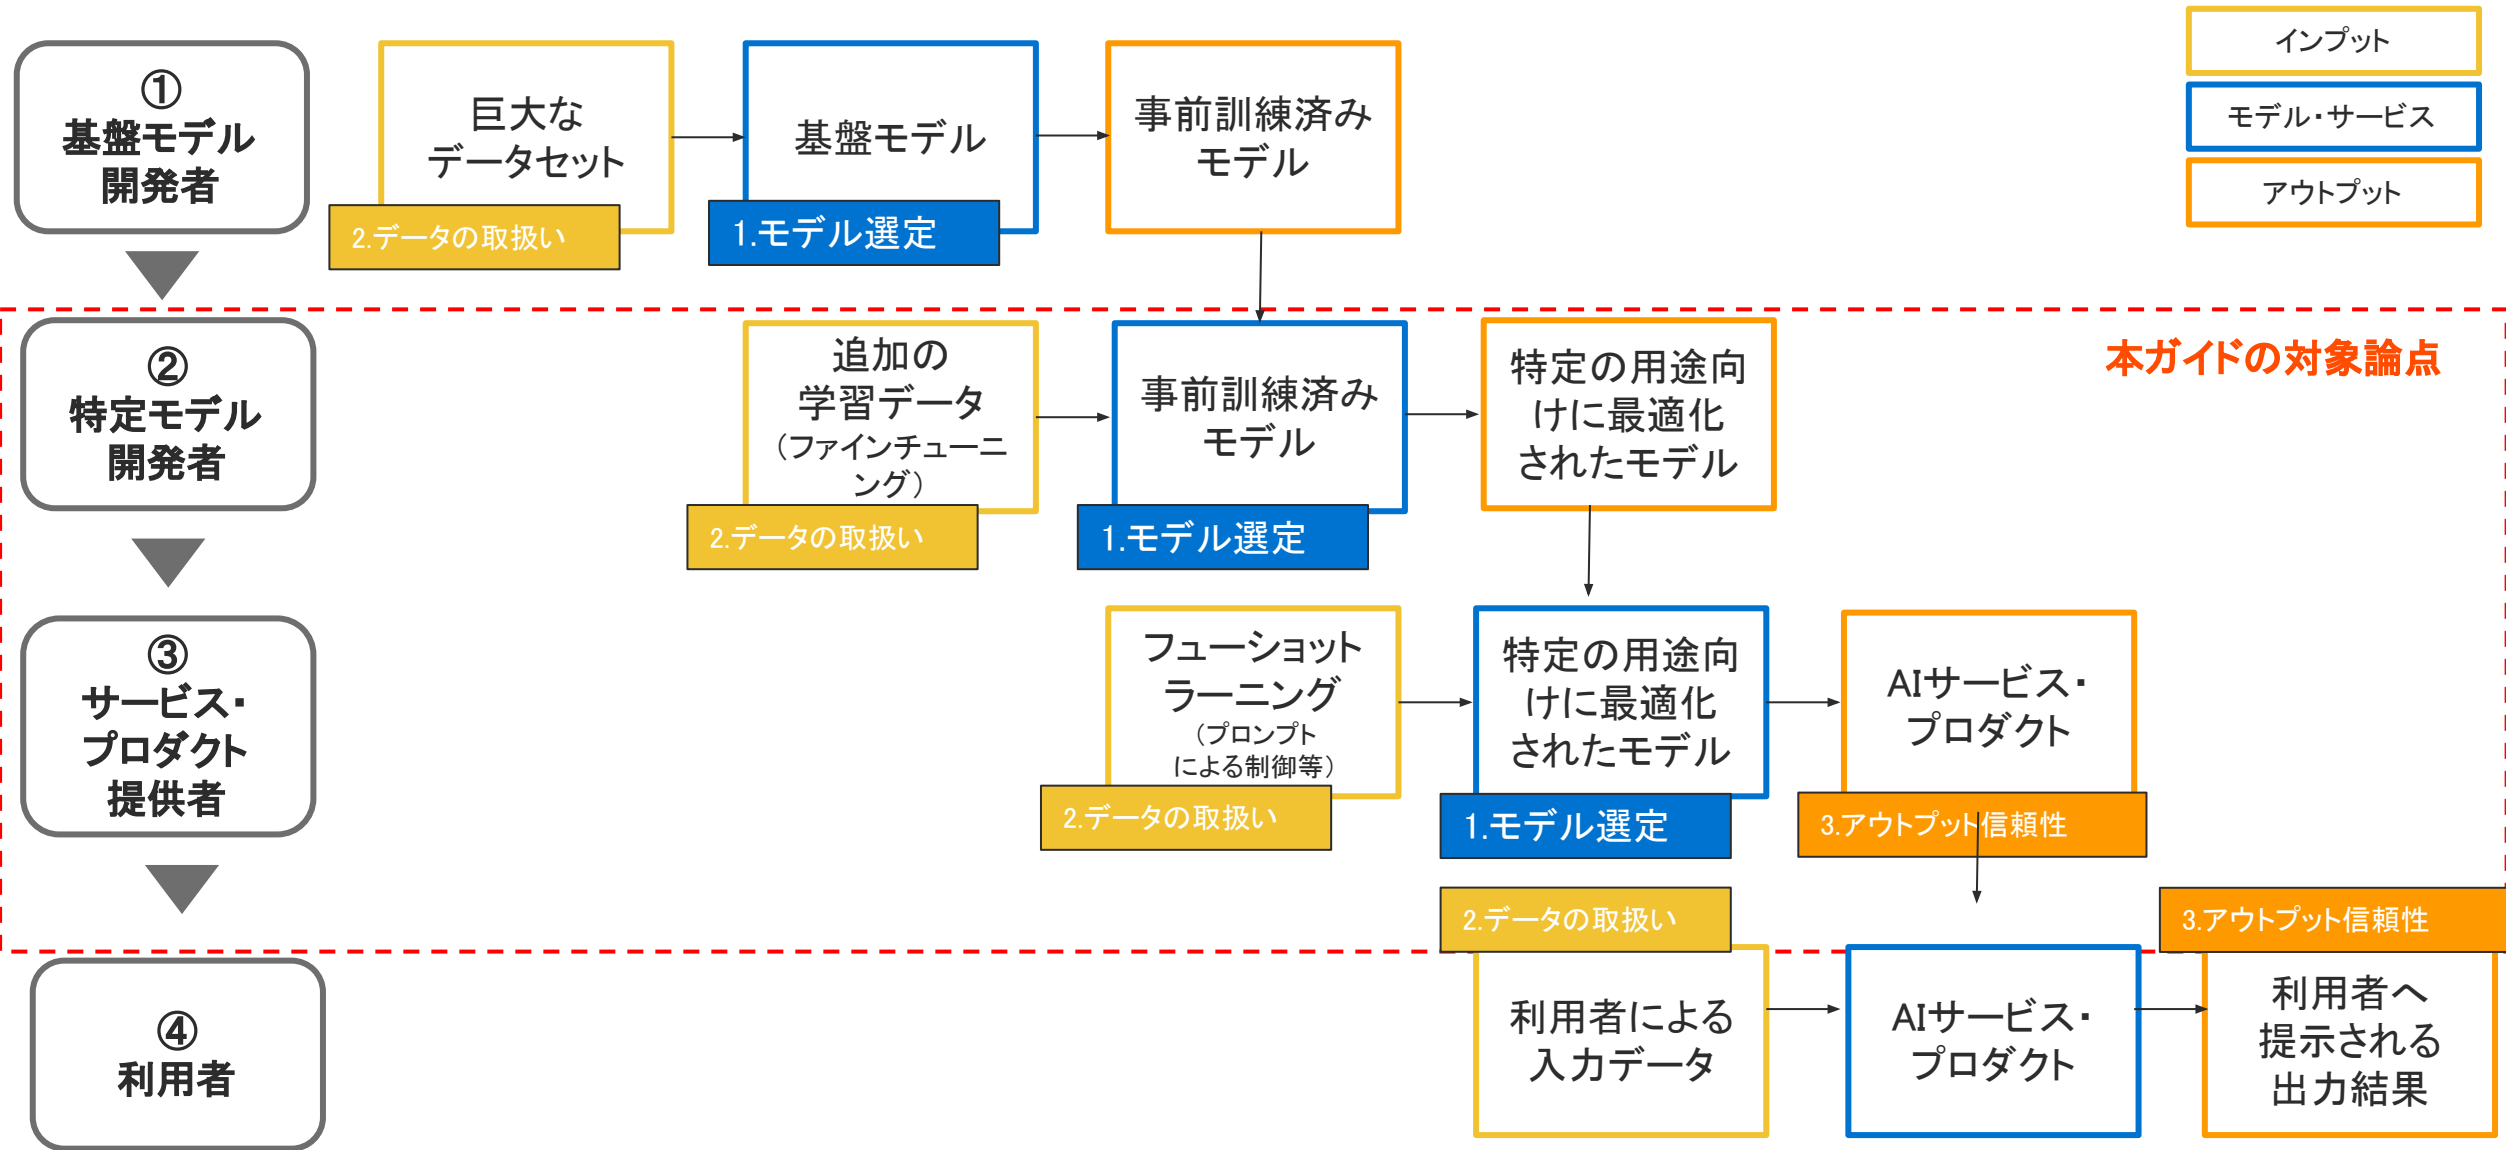 ①
基盤モデル
開発者
巨大な
データセット
2.データの取扱い
基盤モデル
1.モデル選定
事前訓練済み
モデル
インプット
モデル・サービス
アウトプット
本ガイドの対象論点
②
特定モデル
開発者
追加の
学習データ
（ファインチューニ
ング）
2.データの取扱い
事前訓練済み
モデル
1.モデル選定
特定の用途向
けに最適化
されたモデル
③
サービス・
プロダクト
提供者
フューショット
ラーニング
（プロンプト
による制御等）
2.データの取扱い
特定の用途向
けに最適化
されたモデル
1.モデル選定
AIサービス・
プロダクト
3.アウトプット信頼性
④
利用者
2.データの取扱い
利用者による
入力データ
AIサービス・
プロダクト
3.アウトプット信頼性
利用者へ
提示される
出力結果